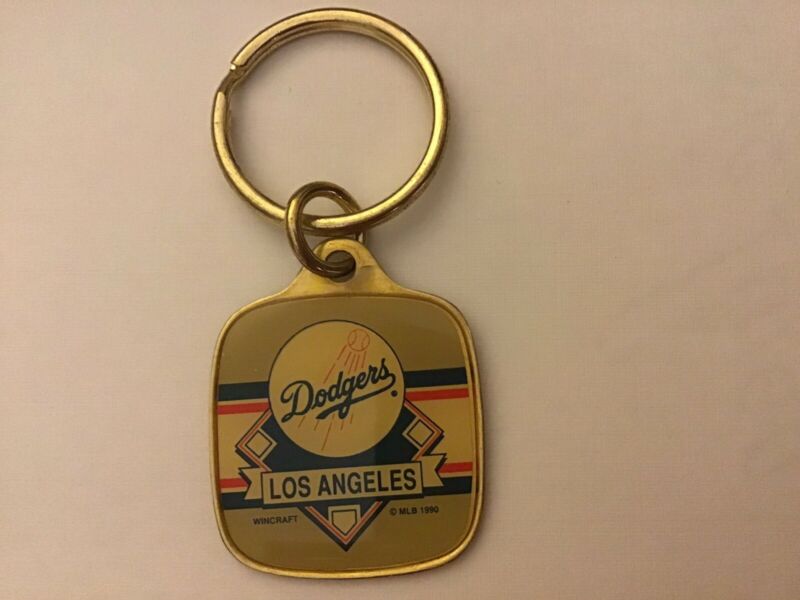 Dodgers®
LOS ANGELES
WINCRAFT © MLB 1990